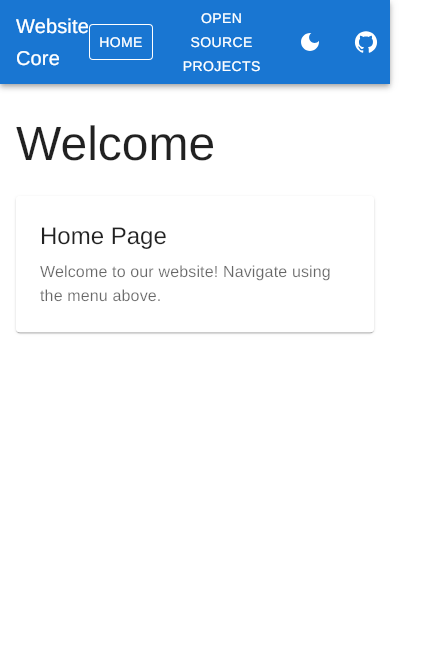 Website
Core
HOME
OPEN
SOURCE
PROJECTS
Welcome
Home Page
Welcome to our website! Navigate using
the menu above.